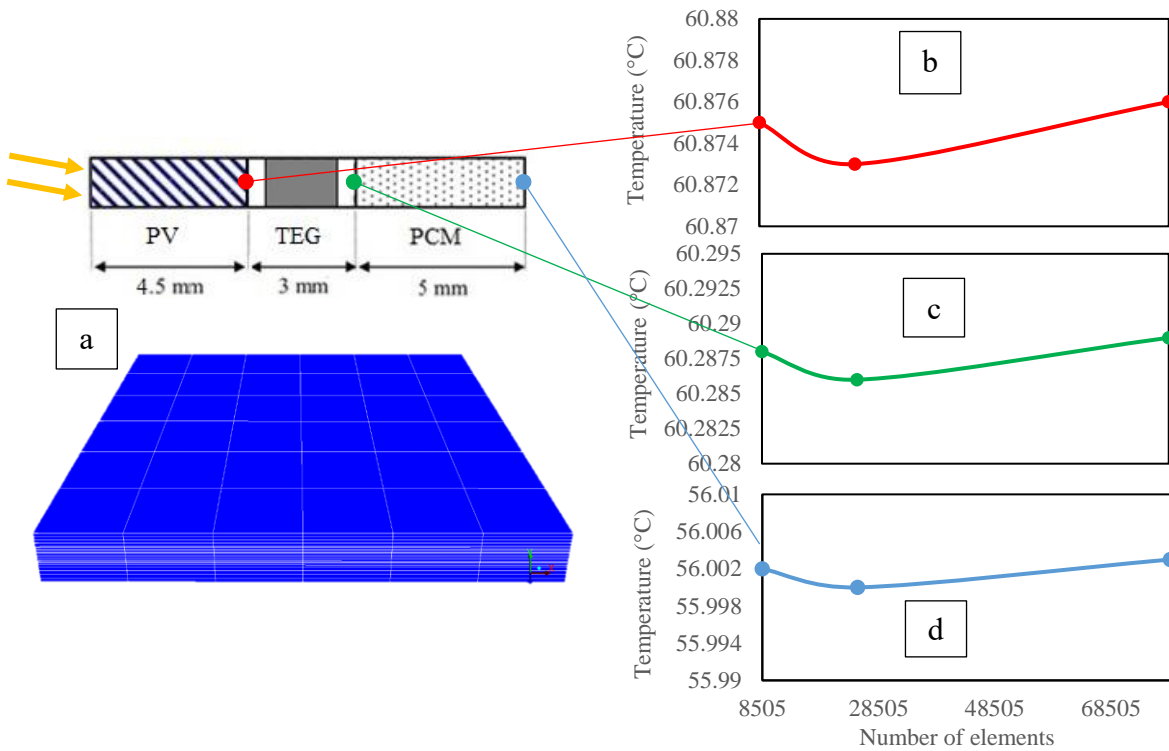 PV TEG PCM
4.5 mm 3 mm 5 mm
a
b
Temperature (°C)
60.88
60.878
60.876
60.874
60.872
60.87
c
Temperature (°C)
60.295
60.2925
60.29
60.2875
60.285
60.2825
60.28
d
Temperature (°C)
56.01
56.006
56.002
55.998
55.994
55.99
8505 28505 48505 68505
Number of elements